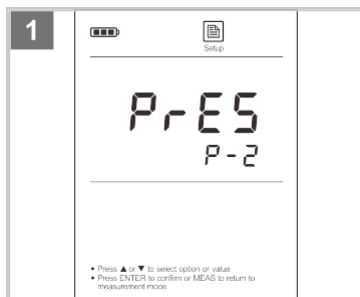 1
Setup
PrES
P-2
• Press ▲ or ▼ to select option or value
• Press ENTER to confirm or MEAS to return to
measurement mode